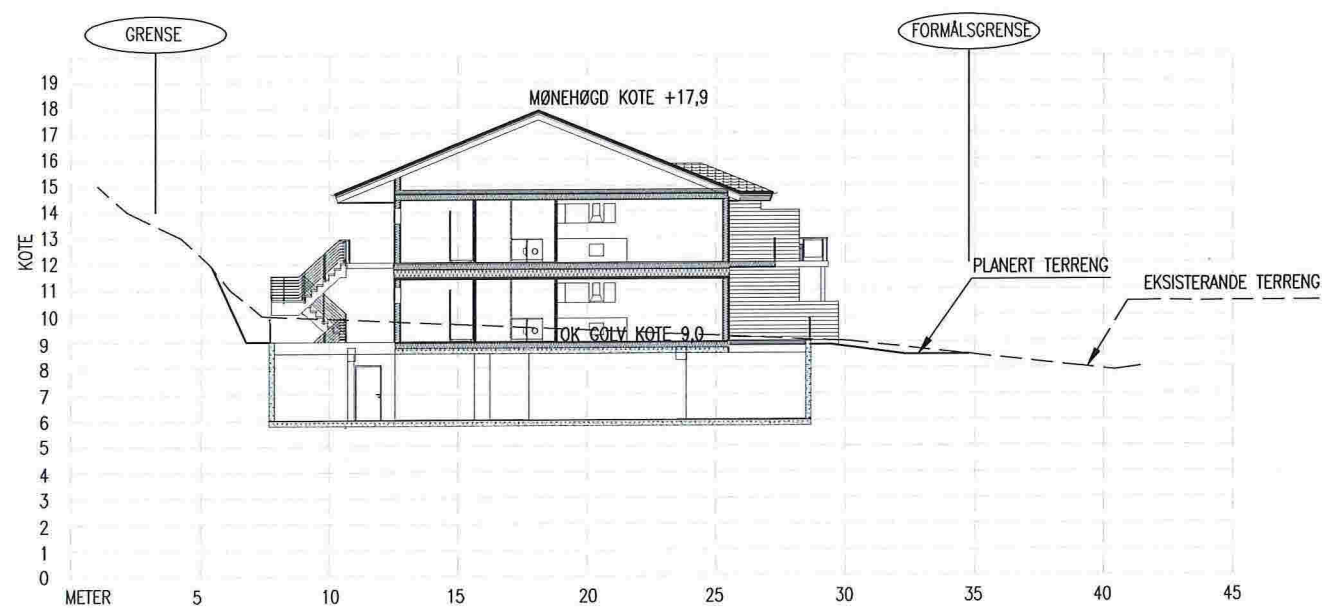 GRENSE
FORMÅLSGRENSE
MØNEHØGD KOTE +17,9
19
18
17
16
15
14
13
12
11
10
9
8
7
6
5
4
3
2
1
0
KOTE
PLANERT TERRENG
EKSISTERANDE TERRENG
OK GOLV KOTE 9,0
METER 5 10 15 20 25 30 35 40 45